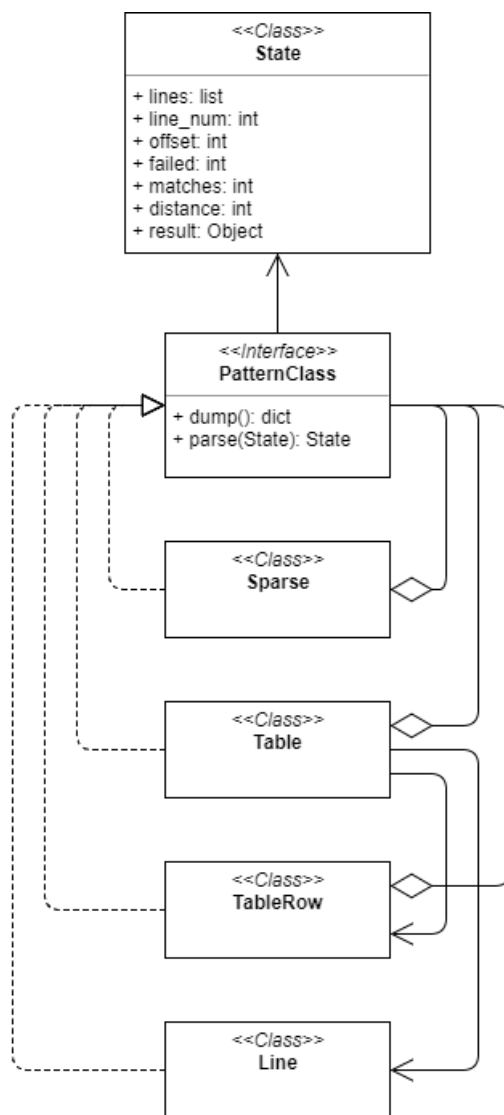 <<Class>>
State
+ lines: list
+ line_num: int
+ offset: int
+ failed: int
+ matches: int
+ distance: int
+ result: Object
<<Interface>>
PatternClass
+ dump(): dict
+ parse(State): State
<<Class>>
Sparse
<<Class>>
Table
<<Class>>
TableRow
<<Class>>
Line